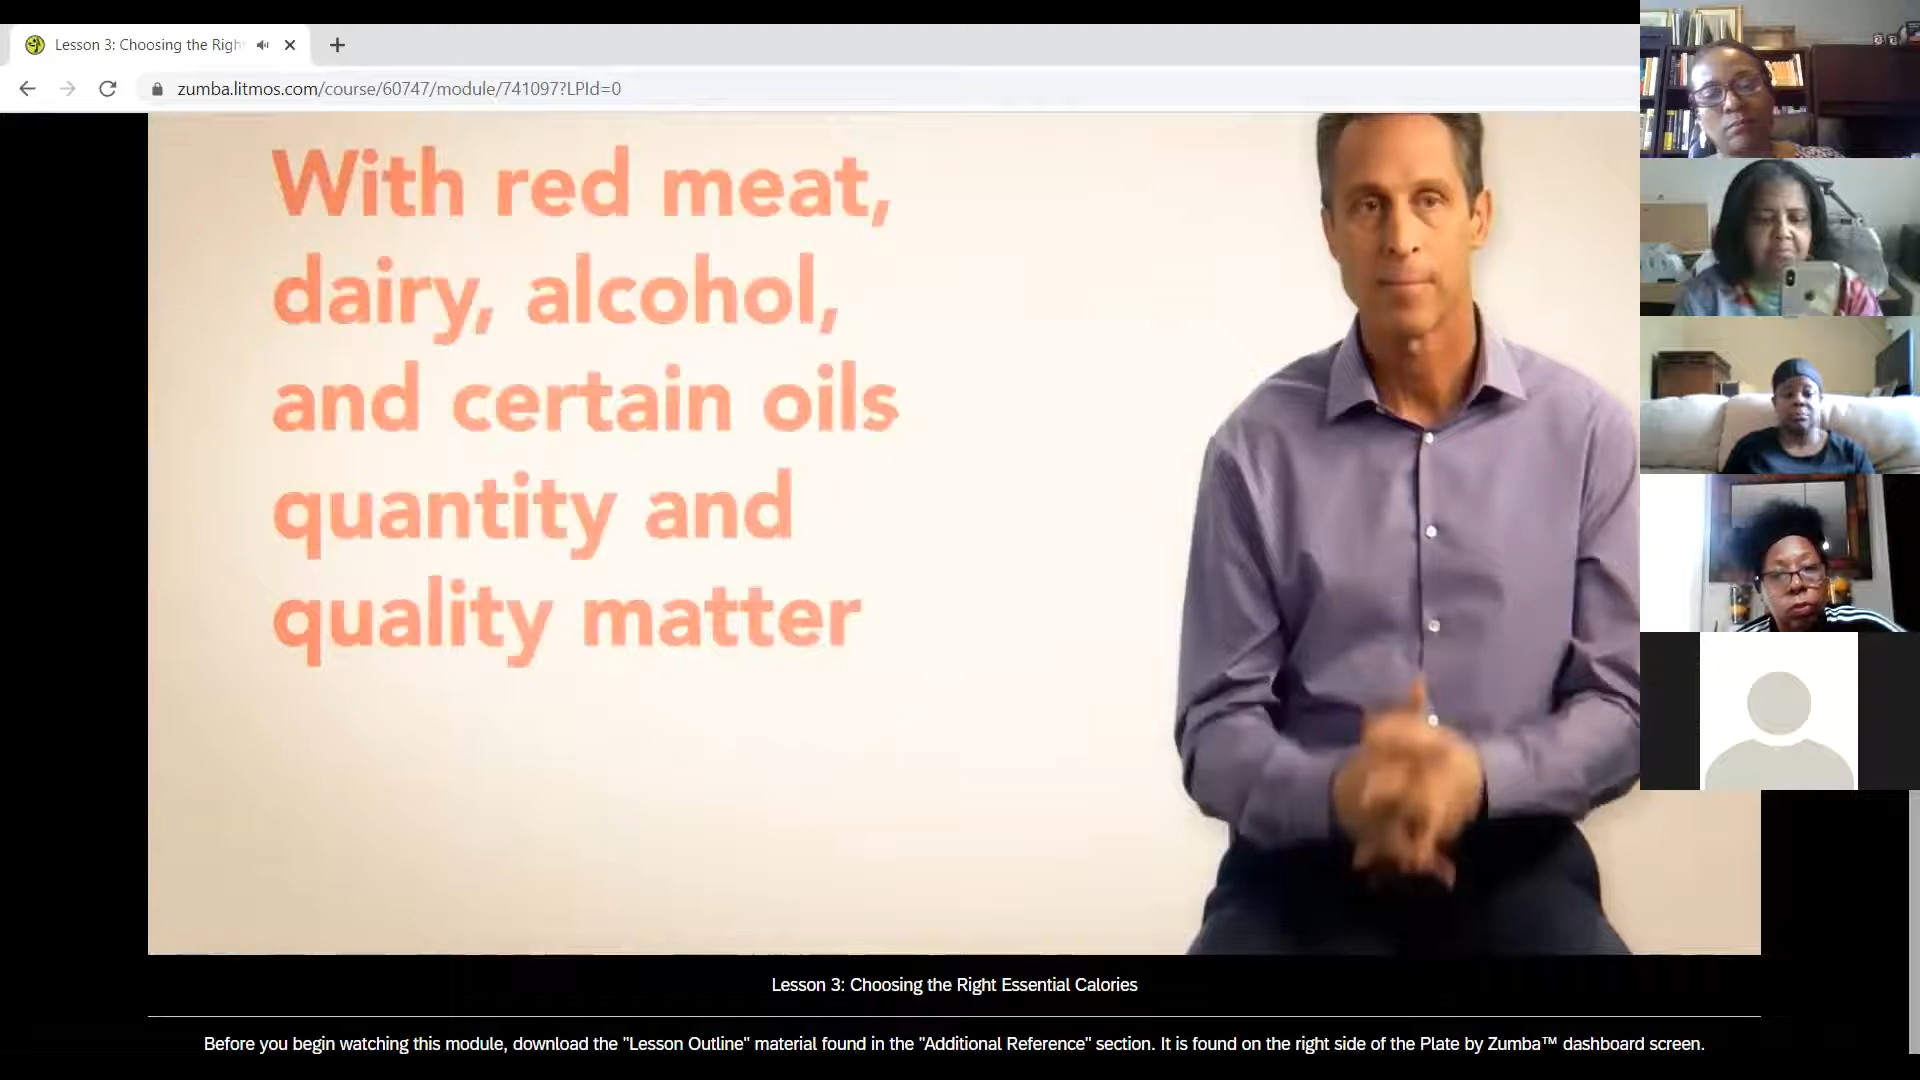 Lesson 3: Choosing the Righ
zumba.litmos.com/course/60747/module/741097?LPId=0
With red meat,
dairy, alcohol,
and certain oils
quantity and
quality matter
Lesson 3: Choosing the Right Essential Calories
Before you begin watching this module, download the "Lesson Outline" material found in the "Additional Reference" section. It is found on the right side of the Plate by Zumba™ dashboard screen.